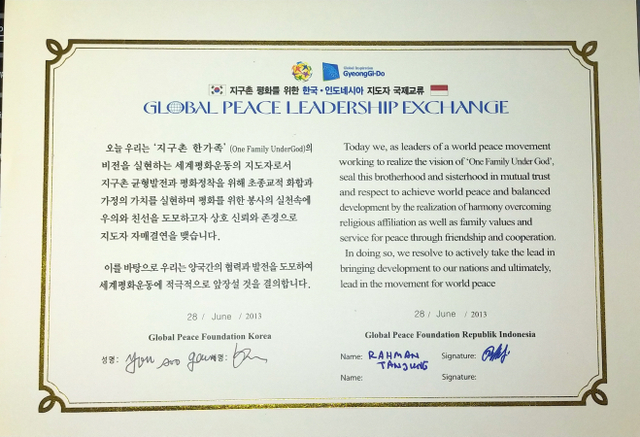 Global Inspiration
GyeongGi-Do
지구촌 평화를 위한 한국·인도네시아 지도자 국제교류
GLOBAL PEACE LEADERSHIP EXCHANGE
오늘 우리는 '지구촌 한가족' (One Family UnderGod)의
비전을 실현하는 세계평화운동의 지도자로서
지구촌 균형발전과 평화정착을 위해 초종교적 화합과
가정의 가치를 실현하며 평화를 위한 봉사의 실천속에
우의와 친선을 도모하고자 상호 신뢰와 존경으로
지도자 자매결연을 맺습니다.
이를 바탕으로 우리는 양국간의 협력과 발전을 도모하여
세계평화운동에 적극적으로 앞장설 것을 결의합니다.
28 / June / 2013
Global Peace Foundation Korea
성명:
Today we, as leaders of a world peace movement
working to realize the vision of 'One Family Under God',
seal this brotherhood and sisterhood in mutual trust
and respect to achieve world peace and balanced
development by the realization of harmony overcoming
religious affiliation as well as family values and
service for peace through friendship and cooperation.
In doing so, we resolve to actively take the lead in
bringing development to our nations and ultimately,
lead in the movement for world peace
28 / June / 2013
Global Peace Foundation Republik Indonesia
Name: RAHMAN TANJUNG Signature:
Name: Signature: